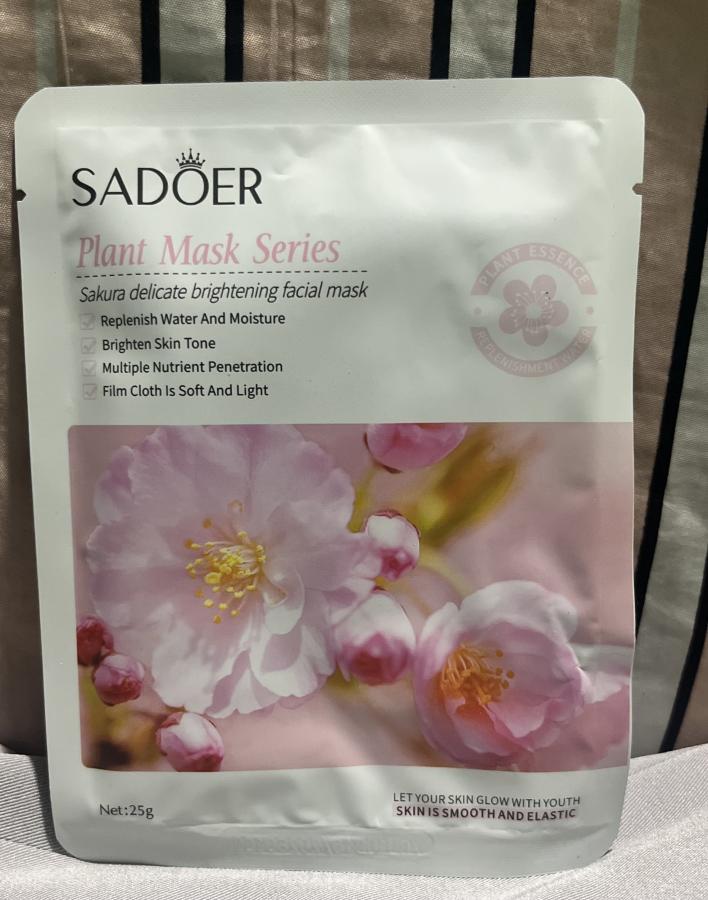 SADOER
Plant Mask Series
Sakura delicate brightening facial mask
Replenish Water And Moisture
Brighten Skin Tone
Multiple Nutrient Penetration
Film Cloth Is Soft And Light
PLANT ESSENCE
REPLENISHMENT WATER
Net:25g
LET YOUR SKIN GLOW WITH YOUTH
SKIN IS SMOOTH AND ELASTIC